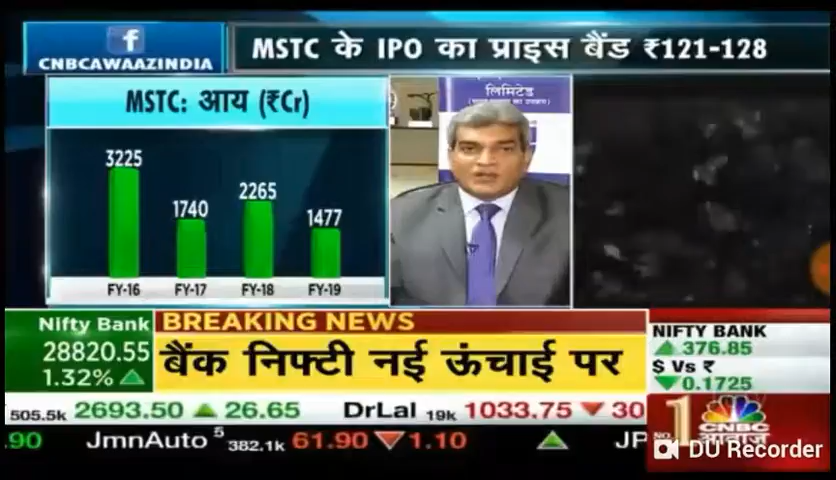 f
CNBCAWAAZINDIA
MSTC के IPO का प्राइस बैंड ₹121-128
MSTC: आय (₹Cr)
3225
1740
2265
1477
FY-16
FY-17
FY-18
FY-19
लिमिटेड
Nifty Bank
28820.55
1.32%
BREAKING NEWS
बैंक निफ्टी नई ऊंचाई पर
NIFTY BANK
376.85
$ Vs ₹
0.1725
505.5k 2693.50 26.65 DrLal 19k 1033.75 30
.90 JmnAuto 5 382.1k 61.90 1.10 JP
No. 1
CNBC
आवाज़
DU Recorder